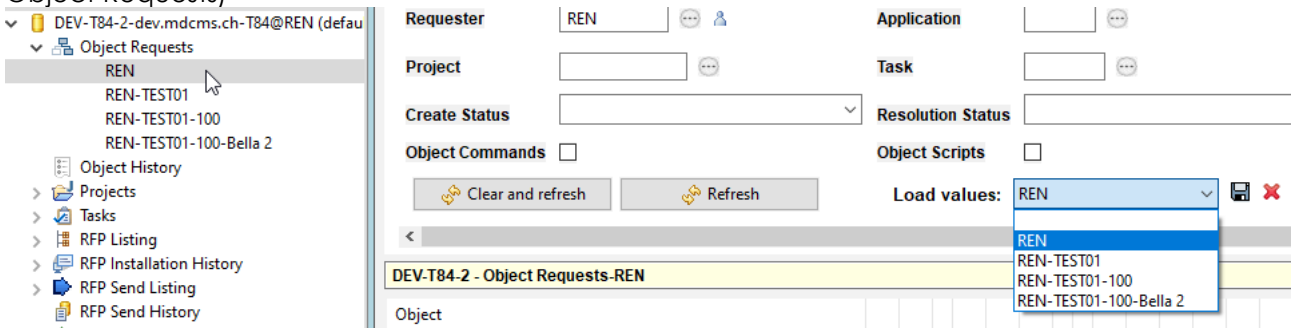 Object Requests)
DEV-T84-2-dev.mdcms.ch-T84@REN (defau
Object Requests
REN
REN-TEST01
REN-TEST01-100
REN-TEST01-100-Bella 2
Object History
Projects
Tasks
RFP Listing
RFP Installation History
RFP Send Listing
RFP Send History
Requester REN Application
Project Task
Create Status Resolution Status
Object Commands Object Scripts
Clear and refresh Refresh Load values: REN
REN
REN-TEST01
REN-TEST01-100
REN-TEST01-100-Bella 2
DEV-T84-2 - Object Requests-REN
Object